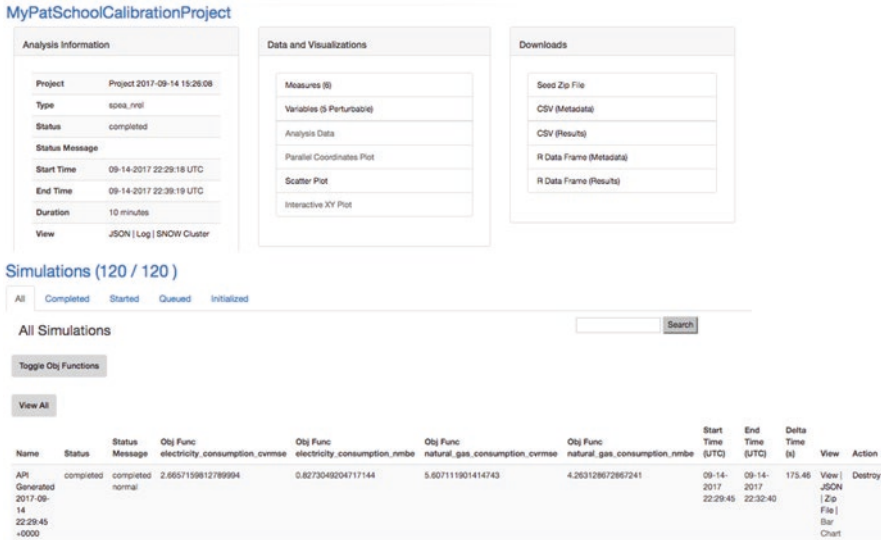 MyPatSchoolCalibrationProject
Analysis Information
Project Project 2017-09-14 15:26:08
Type spea_nrel
Status completed
Status Message
Start Time 09-14-2017 22:29:18 UTC
End Time 09-14-2017 22:39:19 UTC
Duration 10 minutes
View JSON | Log | SNOW Cluster
Data and Visualizations
Measures (6)
Variables (5 Perturbable)
Analysis Data
Parallel Coordinates Plot
Scatter Plot
Interactive XY Plot
Downloads
Seed Zip File
CSV (Metadata)
CSV (Results)
R Data Frame (Metadata)
R Data Frame (Results)
Simulations (120 / 120 )
All Completed Started Queued Initialized
All Simulations
Search
Toggle Obj Functions
View All
Name
Status
Status
Message
Obj Func
electricity_consumption_cvrmse
Obj Func
electricity_consumption_nmbe
Obj Func
natural_gas_consumption_cvrmse
Obj Func
natural_gas_consumption_nmbe
Start
Time
(UTC)
End
Time
(UTC)
Delta
Time
(s)
View
Action
API
Generated
2017-09-
14
22:29:45
+0000
completed
completed
normal
2.6657159812789994
0.8273049204717144
5.607111901414743
4.263128672867241
09-14-
2017
22:29:45
09-14-
2017
22:32:40
175.46
View |
JSON
| Zip
File |
Bar
Chart
Destroy